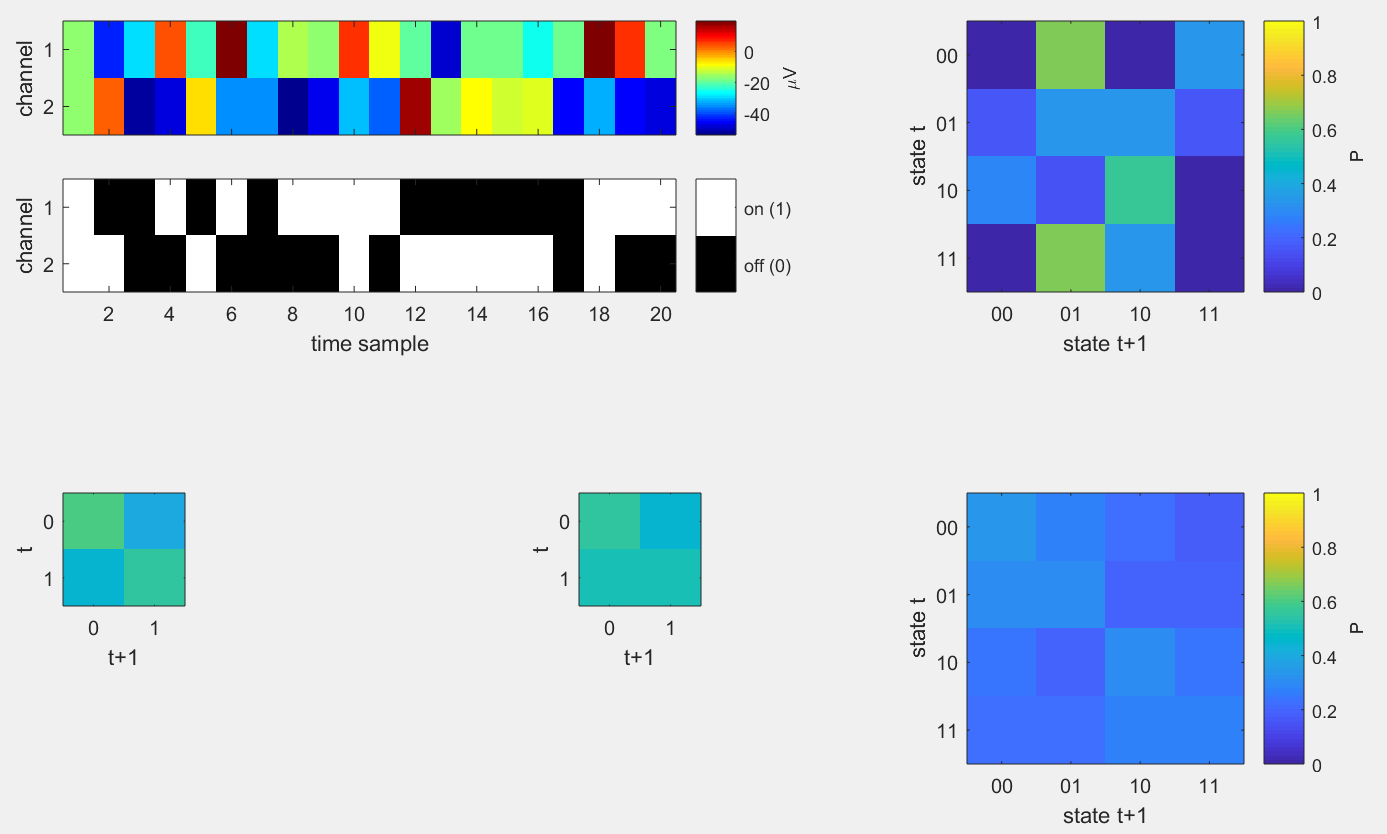 channel
1
2
0
-20
-40
μV
channel
1
2
on (1)
off (0)
2 4 6 8 10 12 14 16 18 20
time sample
state t
00
01
10
11
00 01 10 11
state t+1
1
0.8
0.6
0.4
0.2
0
P
t
0
1
0 1
t+1
t
0
1
0 1
t+1
state t
00
01
10
11
00 01 10 11
state t+1
1
0.8
0.6
0.4
0.2
0
P